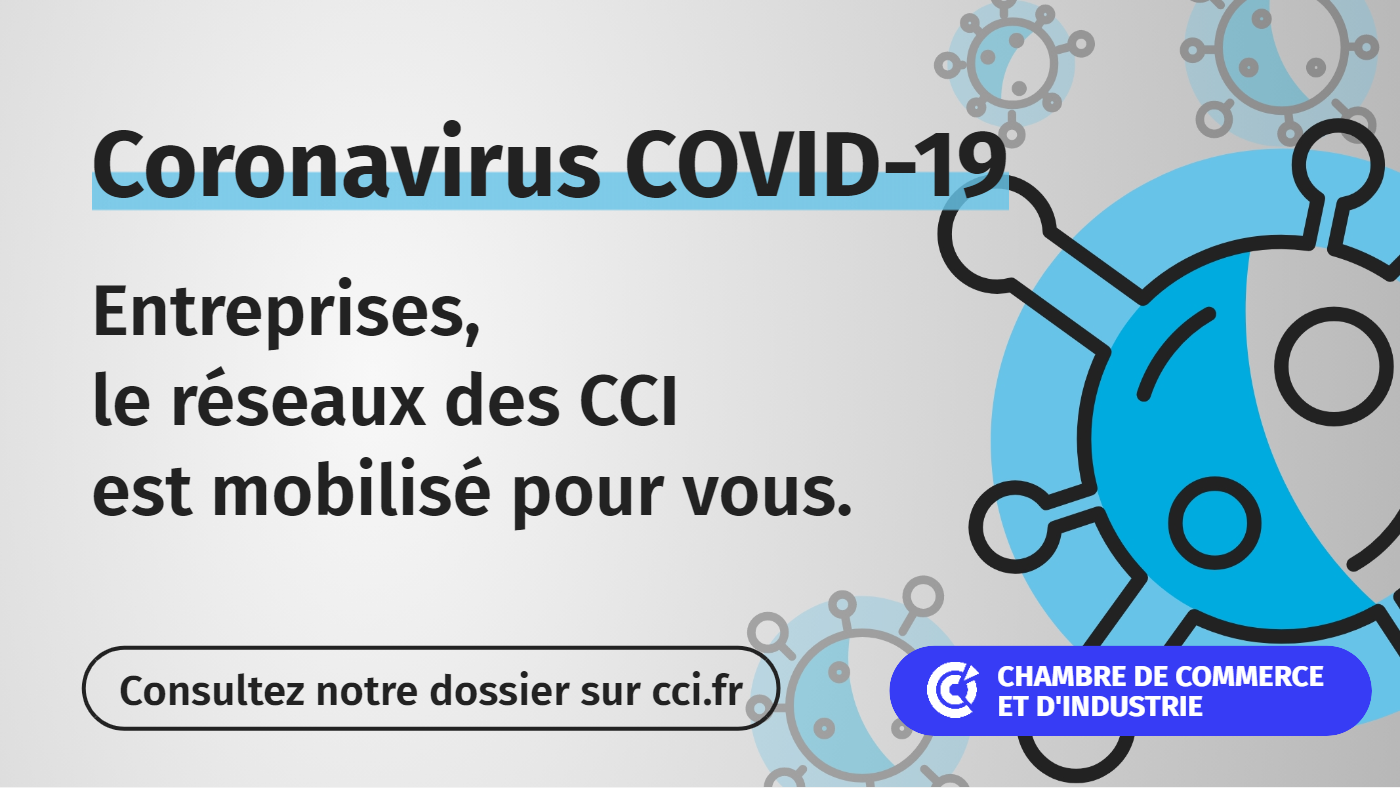 Coronavirus COVID-19
Entreprises,
le réseaux des CCI
est mobilisé pour vous.
Consultez notre dossier sur cci.fr
CHAMBRE DE COMMERCE
ET D'INDUSTRIE